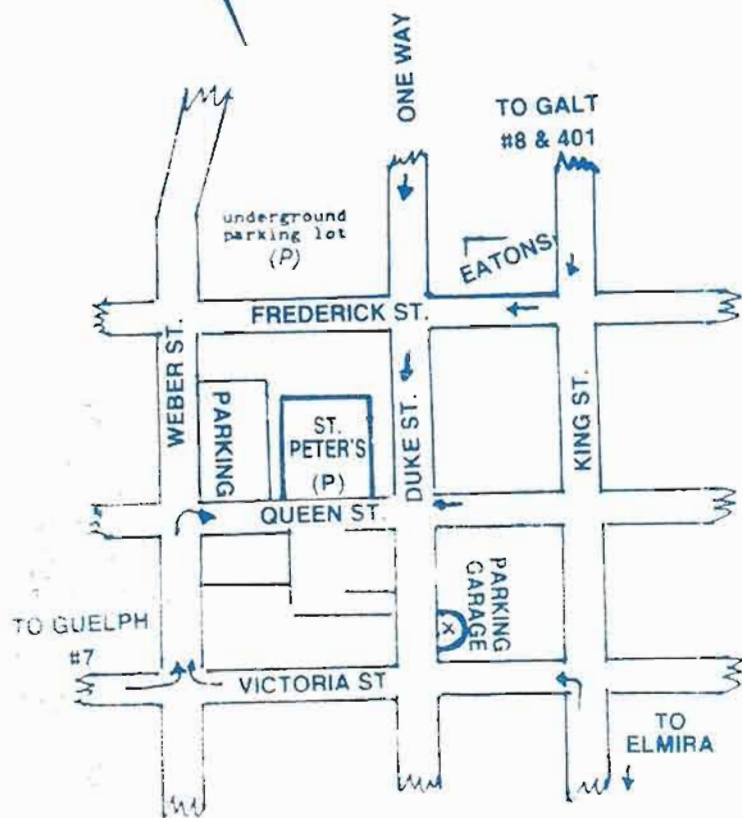 ONE WAY
TO GALT
#8 & 401
underground
parking lot
(P)
EATONS
FREDERICK ST.
WEBER ST.
PARKING
ST.
PETER'S
(P)
DUKE ST.
KING ST.
QUEEN ST.
PARKING
GARAGE
X
TO GUELPH
#7
VICTORIA ST
TO
ELMIRA